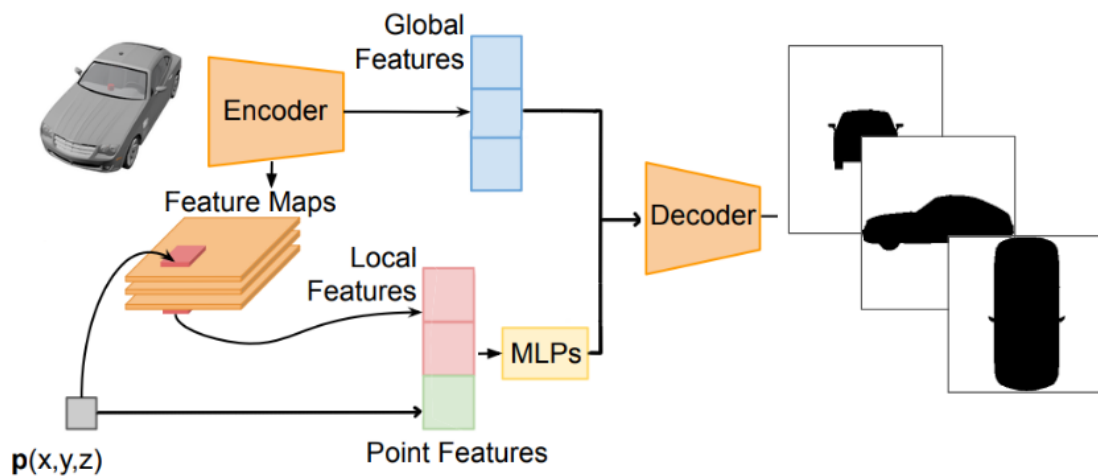 Global
Features
Encoder
Feature Maps
Decoder
Local
Features
MLPs
Point Features
p(x,y,z)